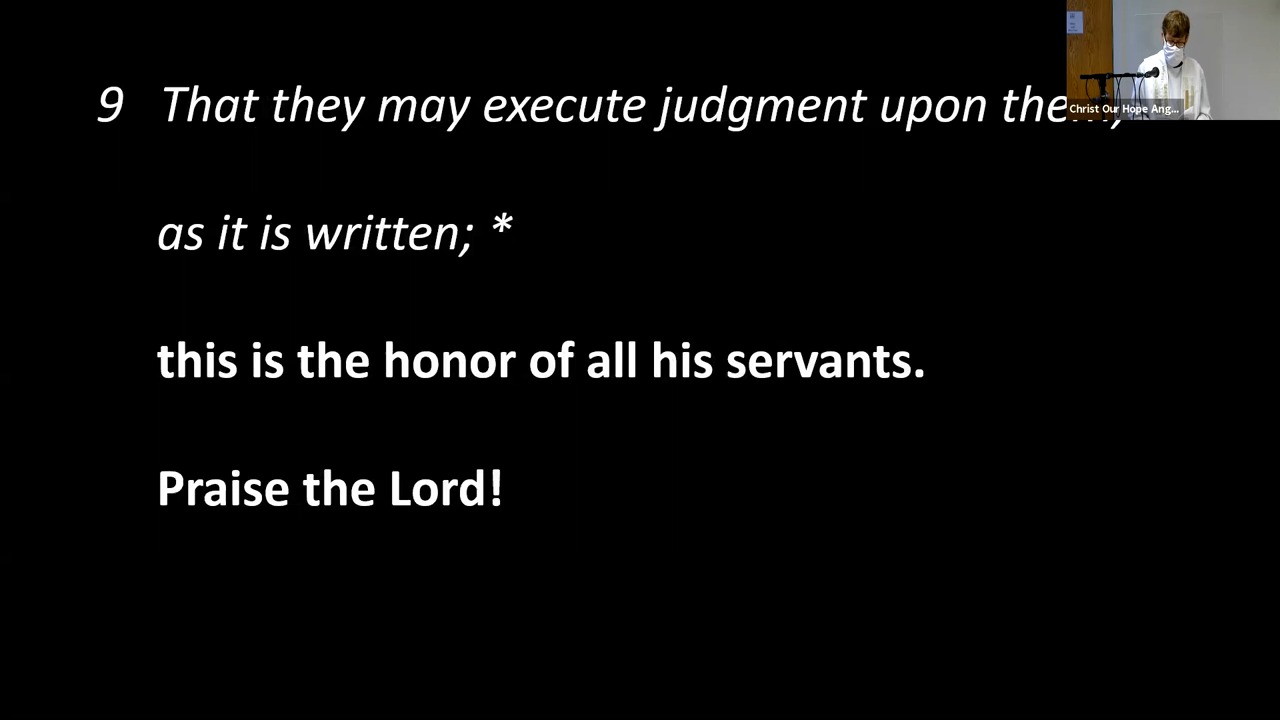 9 That they may execute judgment upon them,
as it is written; *
this is the honor of all his servants.
Praise the Lord!
Christ Our Hope Ang...